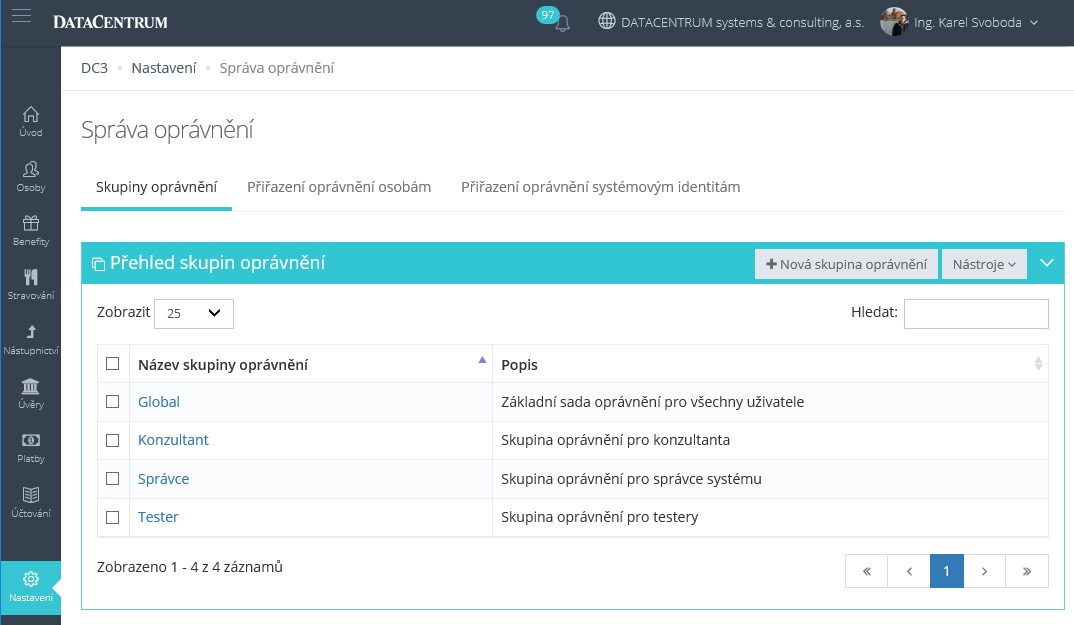 DATACENTRUM
97
DATACENTRUM systems & consulting, a.s.
Ing. Karel Svoboda
DC3 • Nastavení • Správa oprávnění
Úvod
Osoby
Benefity
Stravování
Nástupnictví
Úvěry
Platby
Účtování
Nastavení
Správa oprávnění
Skupiny oprávnění Přiřazení oprávnění osobám Přiřazení oprávnění systémovým identitám
Přehled skupin oprávnění
Nová skupina oprávnění
Nástroje
Zobrazit 25
Hledat:
Název skupiny oprávnění Popis
Global Základní sada oprávnění pro všechny uživatele
Konzultant Skupina oprávnění pro konzultanta
Správce Skupina oprávnění pro správce systému
Tester Skupina oprávnění pro testery
Zobrazeno 1 - 4 z 4 záznamů
« ‹ 1 › »